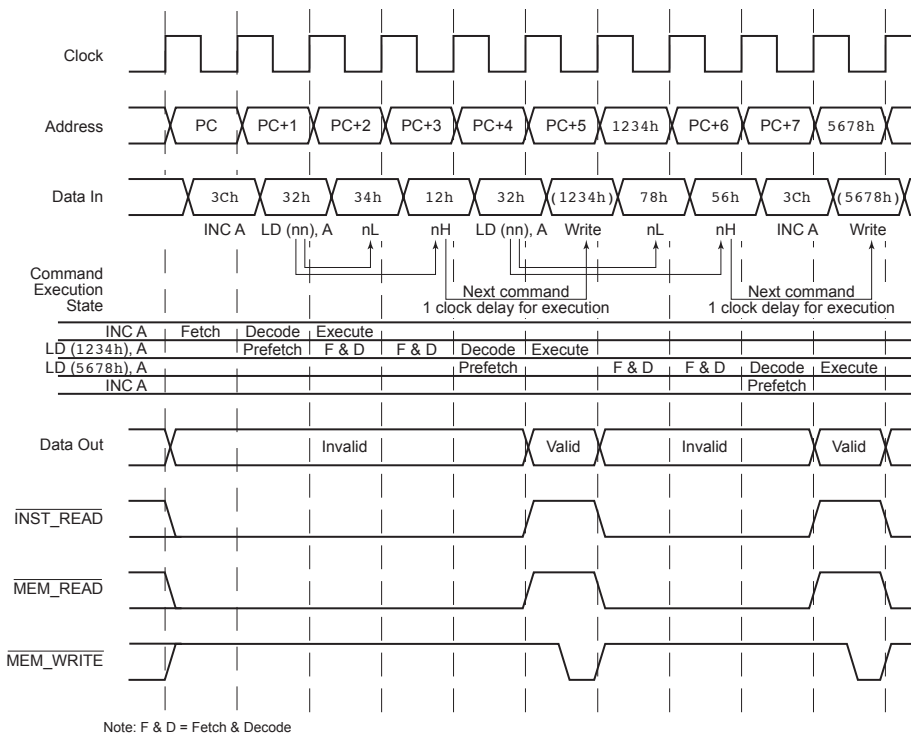 Clock
Address PC PC+1 PC+2 PC+3 PC+4 PC+5 1234h PC+6 PC+7 5678h
Data In 3Ch 32h 34h 12h 32h (1234h) 78h 56h 3Ch (5678h)
INC A LD (nn), A nL nH LD (nn), A Write nL nH INC A Write
Command
Execution
State
Next command
1 clock delay for execution
Next command
1 clock delay for execution
INC A Fetch Decode Execute
LD (1234h), A Prefetch F & D F & D Decode Execute
LD (5678h), A Prefetch F & D F & D Decode Execute
INC A Prefetch
Data Out Invalid Valid Invalid Valid
INST_READ
MEM_READ
MEM_WRITE
Note: F & D = Fetch & Decode